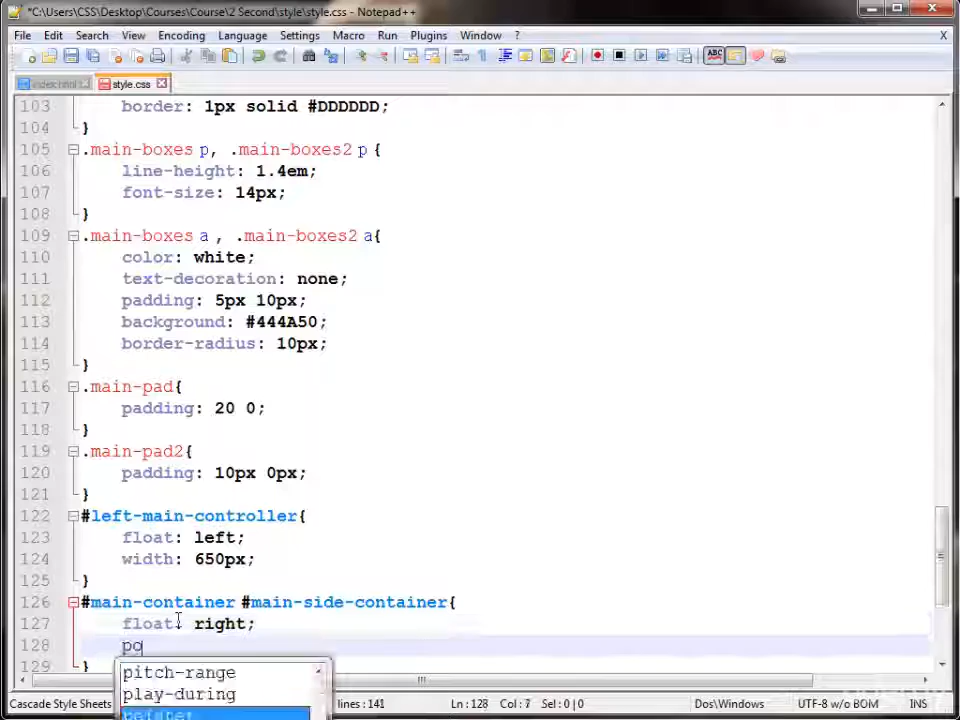 *C:\Users\CSS\Desktop\Courses\Course\2 Second\style\style.css - Notepad++
File Edit Search View Encoding Language Settings Macro Run Plugins Window ? X
index.html style.css
103 border: 1px solid #DDDDDD;
104 }
105 .main-boxes p, .main-boxes2 p {
106 line-height: 1.4em;
107 font-size: 14px;
108 }
109 .main-boxes a , .main-boxes2 a{
110 color: white;
111 text-decoration: none;
112 padding: 5px 10px;
113 background: #444A50;
114 border-radius: 10px;
115 }
116 .main-pad{
117 padding: 20 0;
118 }
119 .main-pad2{
120 padding: 10px 0px;
121 }
122 #left-main-controller{
123 float: left;
124 width: 650px;
125 }
126 #main-container #main-side-container{
127 float: right;
128 po
129 }
pitch-range
play-during
Cascade Style Sheets lines : 141 Ln : 128 Col : 7 Sel : 0 | 0 Dos\Windows UTF-8 w/o BOM INS